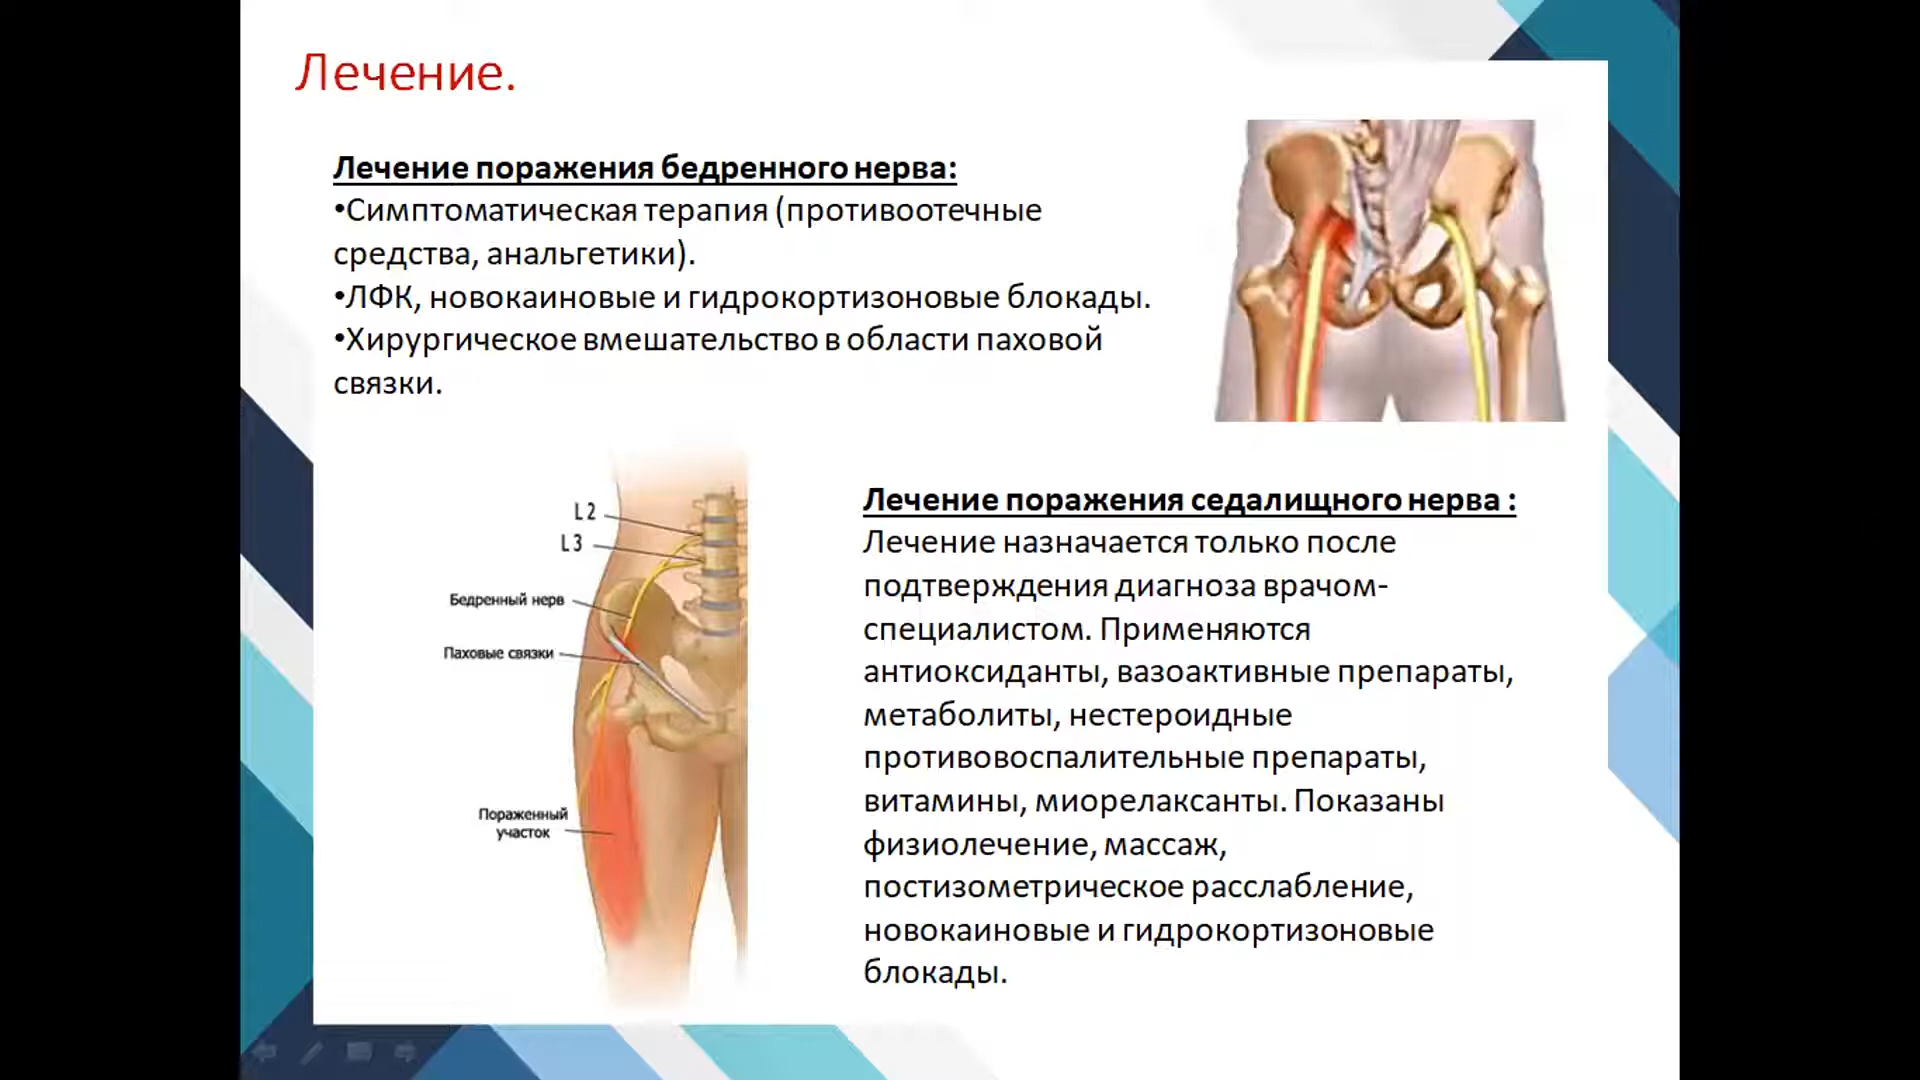 Лечение.
Лечение поражения бедренного нерва:
•Симптоматическая терапия (противоотечные
средства, анальгетики).
•ЛФК, новокаиновые и гидрокортизоновые блокады.
•Хирургическое вмешательство в области паховой
связки.
L2
L3
Бедренный нерв
Паховые связки
Пораженный
участок
Лечение поражения седалищного нерва :
Лечение назначается только после
подтверждения диагноза врачом-
специалистом. Применяются
антиоксиданты, вазоактивные препараты,
метаболиты, нестероидные
противовоспалительные препараты,
витамины, миорелаксанты. Показаны
физиолечение, массаж,
постизометрическое расслабление,
новокаиновые и гидрокортизоновые
блокады.